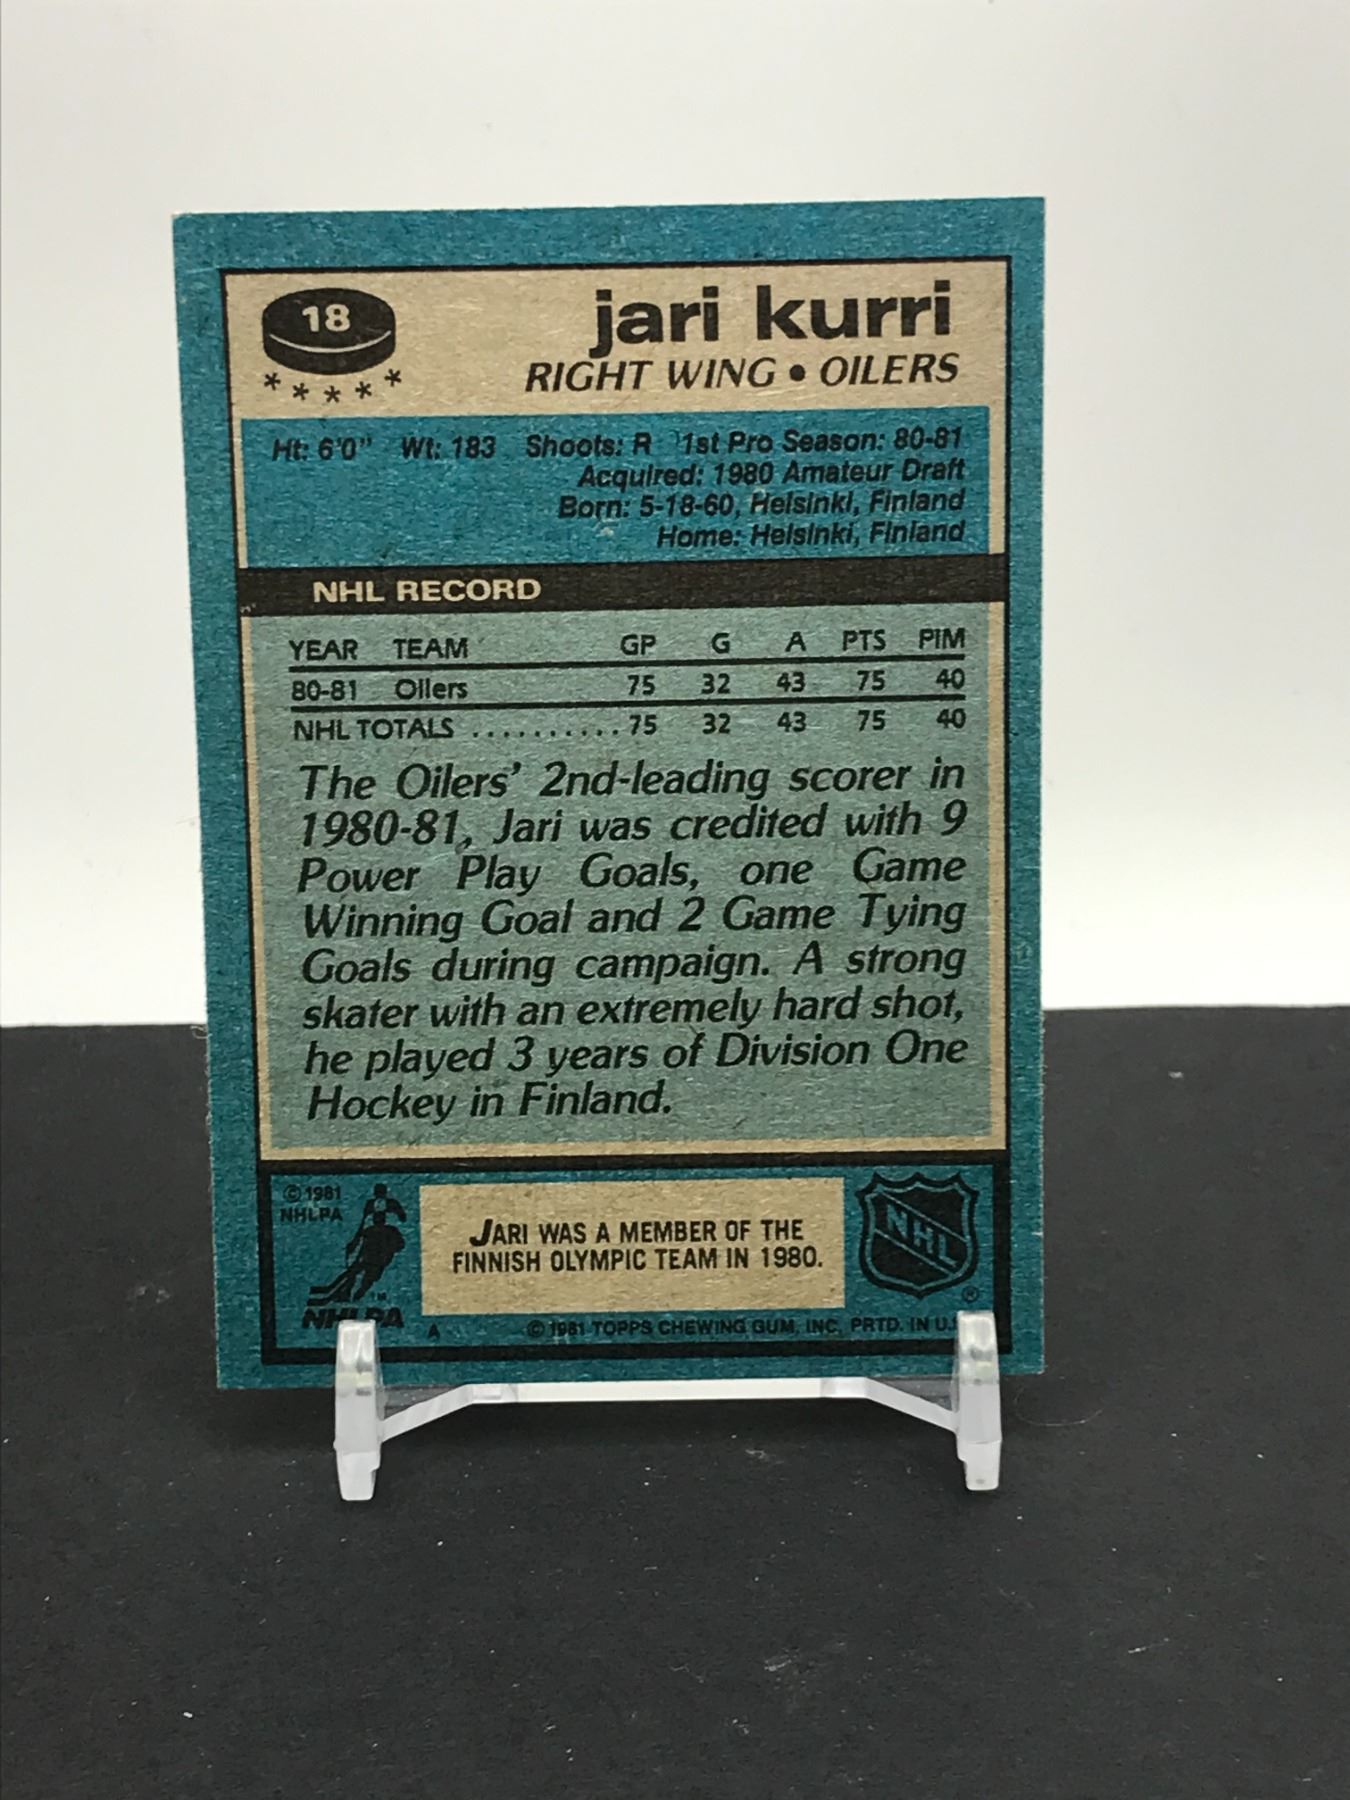 18
* * * * *
jari kurri
RIGHT WING • OILERS
Ht: 6'0" Wt: 183 Shoots: R 1st Pro Season: 80-81
Acquired: 1980 Amateur Draft
Born: 5-18-60, Helsinki, Finland
Home: Helsinki, Finland
NHL RECORD
YEAR TEAM GP G A PTS PIM
80-81 Oilers 75 32 43 75 40
NHL TOTALS .......... 75 32 43 75 40
The Oilers' 2nd-leading scorer in
1980-81, Jari was credited with 9
Power Play Goals, one Game
Winning Goal and 2 Game Tying
Goals during campaign. A strong
skater with an extremely hard shot,
he played 3 years of Division One
Hockey in Finland.
© 1981
NHLPA
TM
NHLPA
JARI WAS A MEMBER OF THE
FINNISH OLYMPIC TEAM IN 1980.
NHL
®
A © 1981 TOPPS CHEWING GUM, INC. PRTD. IN U.